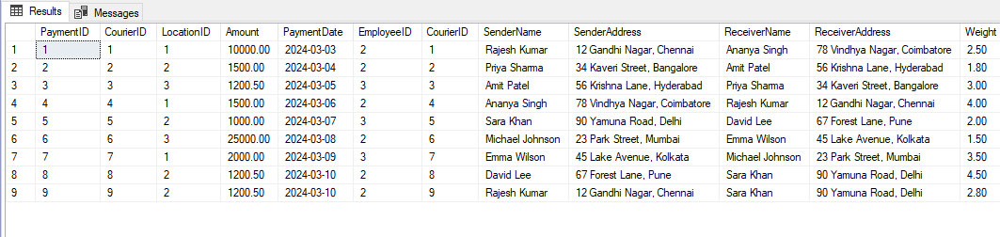 Results Messages
PaymentID CourierID LocationID Amount PaymentDate EmployeeID CourierID SenderName SenderAddress ReceiverName ReceiverAddress Weight
1 1 1 1 10000.00 2024-03-03 2 1 Rajesh Kumar 12 Gandhi Nagar, Chennai Ananya Singh 78 Vindhya Nagar, Coimbatore 2.50
2 2 2 2 1500.00 2024-03-04 2 2 Priya Sharma 34 Kaveri Street, Bangalore Amit Patel 56 Krishna Lane, Hyderabad 1.80
3 3 3 3 1200.50 2024-03-05 3 3 Amit Patel 56 Krishna Lane, Hyderabad Priya Sharma 34 Kaveri Street, Bangalore 3.00
4 4 4 1 1500.00 2024-03-06 2 4 Ananya Singh 78 Vindhya Nagar, Coimbatore Rajesh Kumar 12 Gandhi Nagar, Chennai 4.00
5 5 5 2 1000.00 2024-03-07 3 5 Sara Khan 90 Yamuna Road, Delhi David Lee 67 Forest Lane, Pune 2.00
6 6 6 3 25000.00 2024-03-08 2 6 Michael Johnson 23 Park Street, Mumbai Emma Wilson 45 Lake Avenue, Kolkata 1.50
7 7 7 1 2000.00 2024-03-09 3 7 Emma Wilson 45 Lake Avenue, Kolkata Michael Johnson 23 Park Street, Mumbai 3.50
8 8 8 2 1200.50 2024-03-10 2 8 David Lee 67 Forest Lane, Pune Sara Khan 90 Yamuna Road, Delhi 4.50
9 9 9 2 1200.50 2024-03-10 2 9 Rajesh Kumar 12 Gandhi Nagar, Chennai Sara Khan 90 Yamuna Road, Delhi 2.80